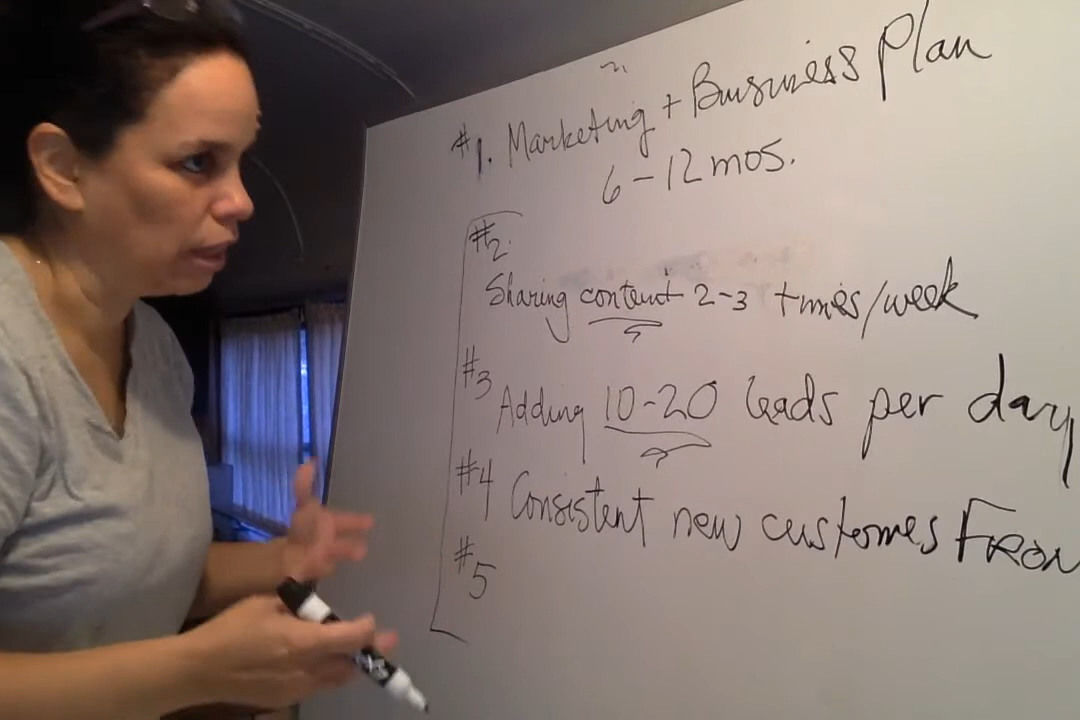 #1. Marketing + Business Plan
6-12 mos.
#2.
Sharing content 2-3 times/week
#3
Adding 10-20 leads per day
#4 Consistent new customes From
#5